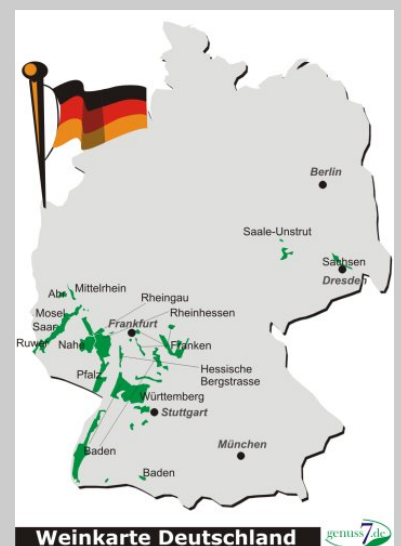 Berlin
Saale-Unstrut
Sachsen
Dresden
Ahr Mittelrhein
Rheingau
Mosel
Saar
Ruwer
Rheinhessen
Frankfurt
Nahe
Franken
Hessische
Bergstrasse
Pfalz
Württemberg
Stuttgart
München
Baden
Baden
Weinkarte Deutschland
genuss7.de